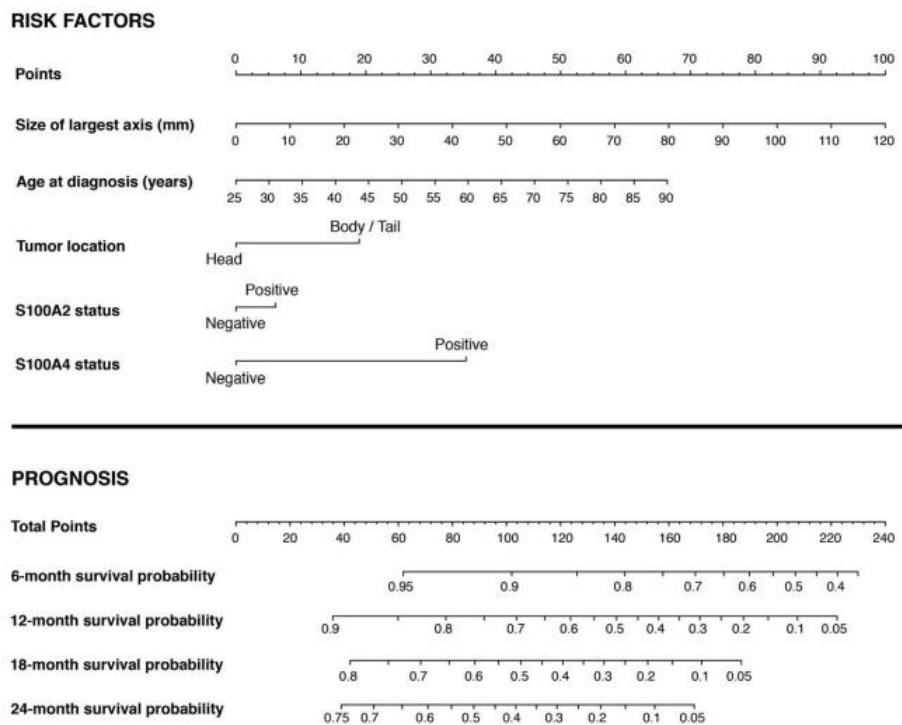 RISK FACTORS
Points 0 10 20 30 40 50 60 70 80 90 100
Size of largest axis (mm) 0 10 20 30 40 50 60 70 80 90 100 110 120
Age at diagnosis (years) 25 30 35 40 45 50 55 60 65 70 75 80 85 90
Body / Tail
Tumor location
Head
Positive
S100A2 status
Negative
Positive
S100A4 status
Negative
PROGNOSIS
Total Points 0 20 40 60 80 100 120 140 160 180 200 220 240
6-month survival probability 0.95 0.9 0.8 0.7 0.6 0.5 0.4
12-month survival probability 0.9 0.8 0.7 0.6 0.5 0.4 0.3 0.2 0.1 0.05
18-month survival probability 0.8 0.7 0.6 0.5 0.4 0.3 0.2 0.1 0.05
24-month survival probability 0.75 0.7 0.6 0.5 0.4 0.3 0.2 0.1 0.05